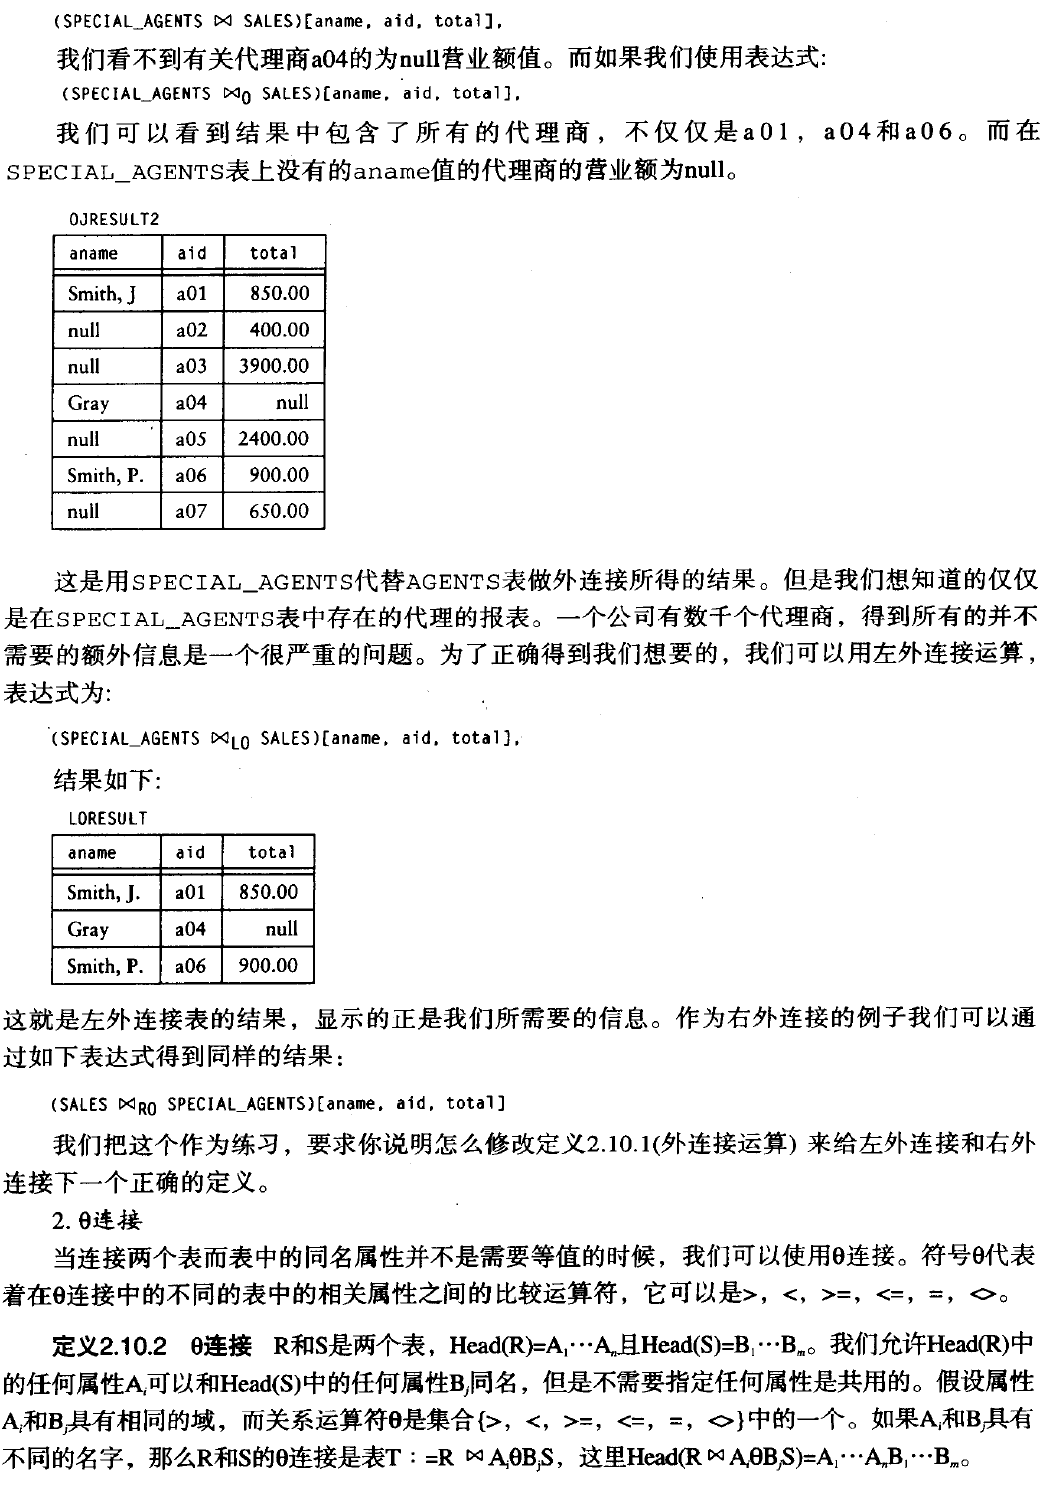 (SPECIAL_AGENTS ⋈ SALES)[aname, aid, total],
我们看不到有关代理商a04的为null营业额值。而如果我们使用表达式:
(SPECIAL_AGENTS ⋈O SALES)[aname, aid, total],
我们可以看到结果中包含了所有的代理商，不仅仅是a01，a04和a06。而在
SPECIAL_AGENTS表上没有的aname值的代理商的营业额为null。
OJRESULT2
aname aid total
Smith, J a01 850.00
null a02 400.00
null a03 3900.00
Gray a04 null
null a05 2400.00
Smith, P. a06 900.00
null a07 650.00
这是用SPECIAL_AGENTS代替AGENTS表做外连接所得的结果。但是我们想知道的仅仅
是在SPECIAL_AGENTS表中存在的代理的报表。一个公司有数千个代理商，得到所有的并不
需要的额外信息是一个很严重的问题。为了正确得到我们想要的，我们可以用左外连接运算，
表达式为:
(SPECIAL_AGENTS ⋈LO SALES)[aname, aid, total],
结果如下:
LORESULT
aname aid total
Smith, J. a01 850.00
Gray a04 null
Smith, P. a06 900.00
这就是左外连接表的结果，显示的正是我们所需要的信息。作为右外连接的例子我们可以通
过如下表达式得到同样的结果：
(SALES ⋈RO SPECIAL_AGENTS)[aname, aid, total]
我们把这个作为练习，要求你说明怎么修改定义2.10.1(外连接运算) 来给左外连接和右外
连接下一个正确的定义。
2. θ连接
当连接两个表而表中的同名属性并不是需要等值的时候，我们可以使用θ连接。符号θ代表
着在θ连接中的不同的表中的相关属性之间的比较运算符，它可以是>，<，>=，<=，=，<>。
定义2.10.2 θ连接 R和S是两个表，Head(R)=A₁…Aₙ且Head(S)=B₁…Bₘ。我们允许Head(R)中
的任何属性Aᵢ可以和Head(S)中的任何属性Bⱼ同名，但是不需要指定任何属性是共用的。假设属性
Aᵢ和Bⱼ具有相同的域，而关系运算符θ是集合{>，<，>=，<=，=，<>}中的一个。如果Aᵢ和Bⱼ具有
不同的名字，那么R和S的θ连接是表T：=R ⋈ AᵢθBⱼS，这里Head(R ⋈ AᵢθBⱼS)=A₁…AₙB₁…Bₘ。